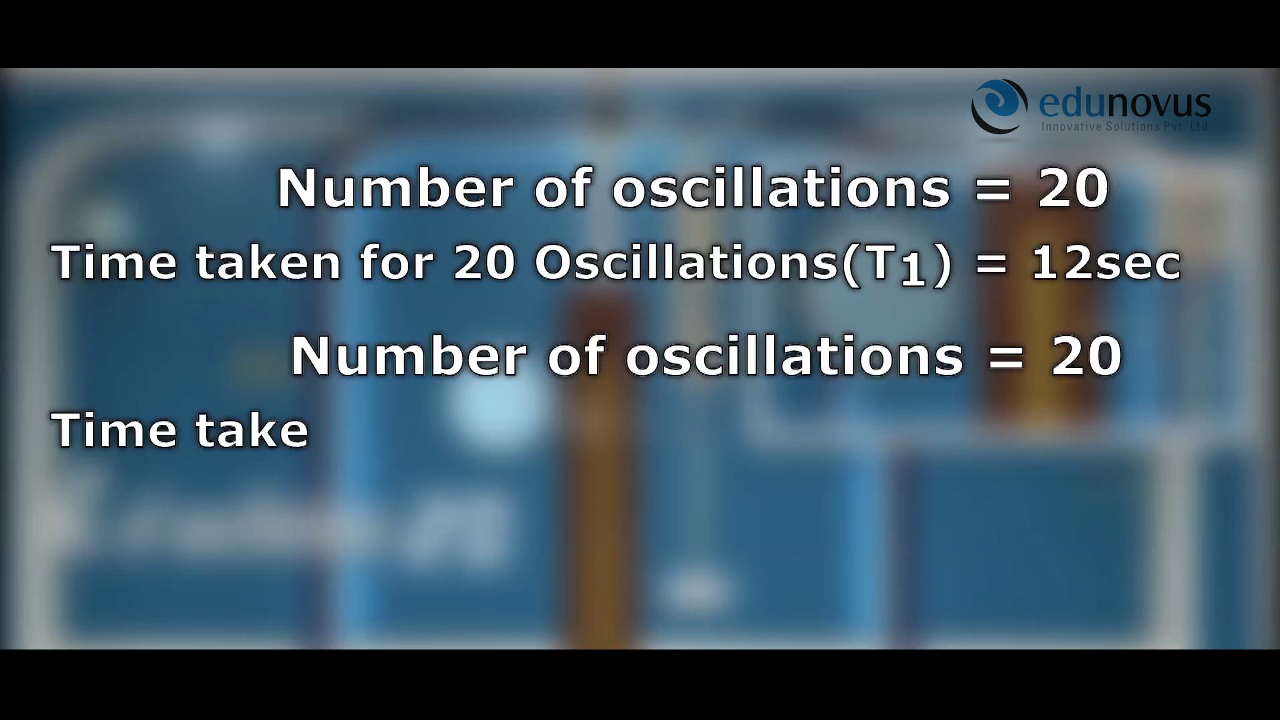 edunovus
Innovative Solutions Pvt. Ltd
Number of oscillations = 20
Time taken for 20 Oscillations(T1) = 12sec
Number of oscillations = 20
Time take